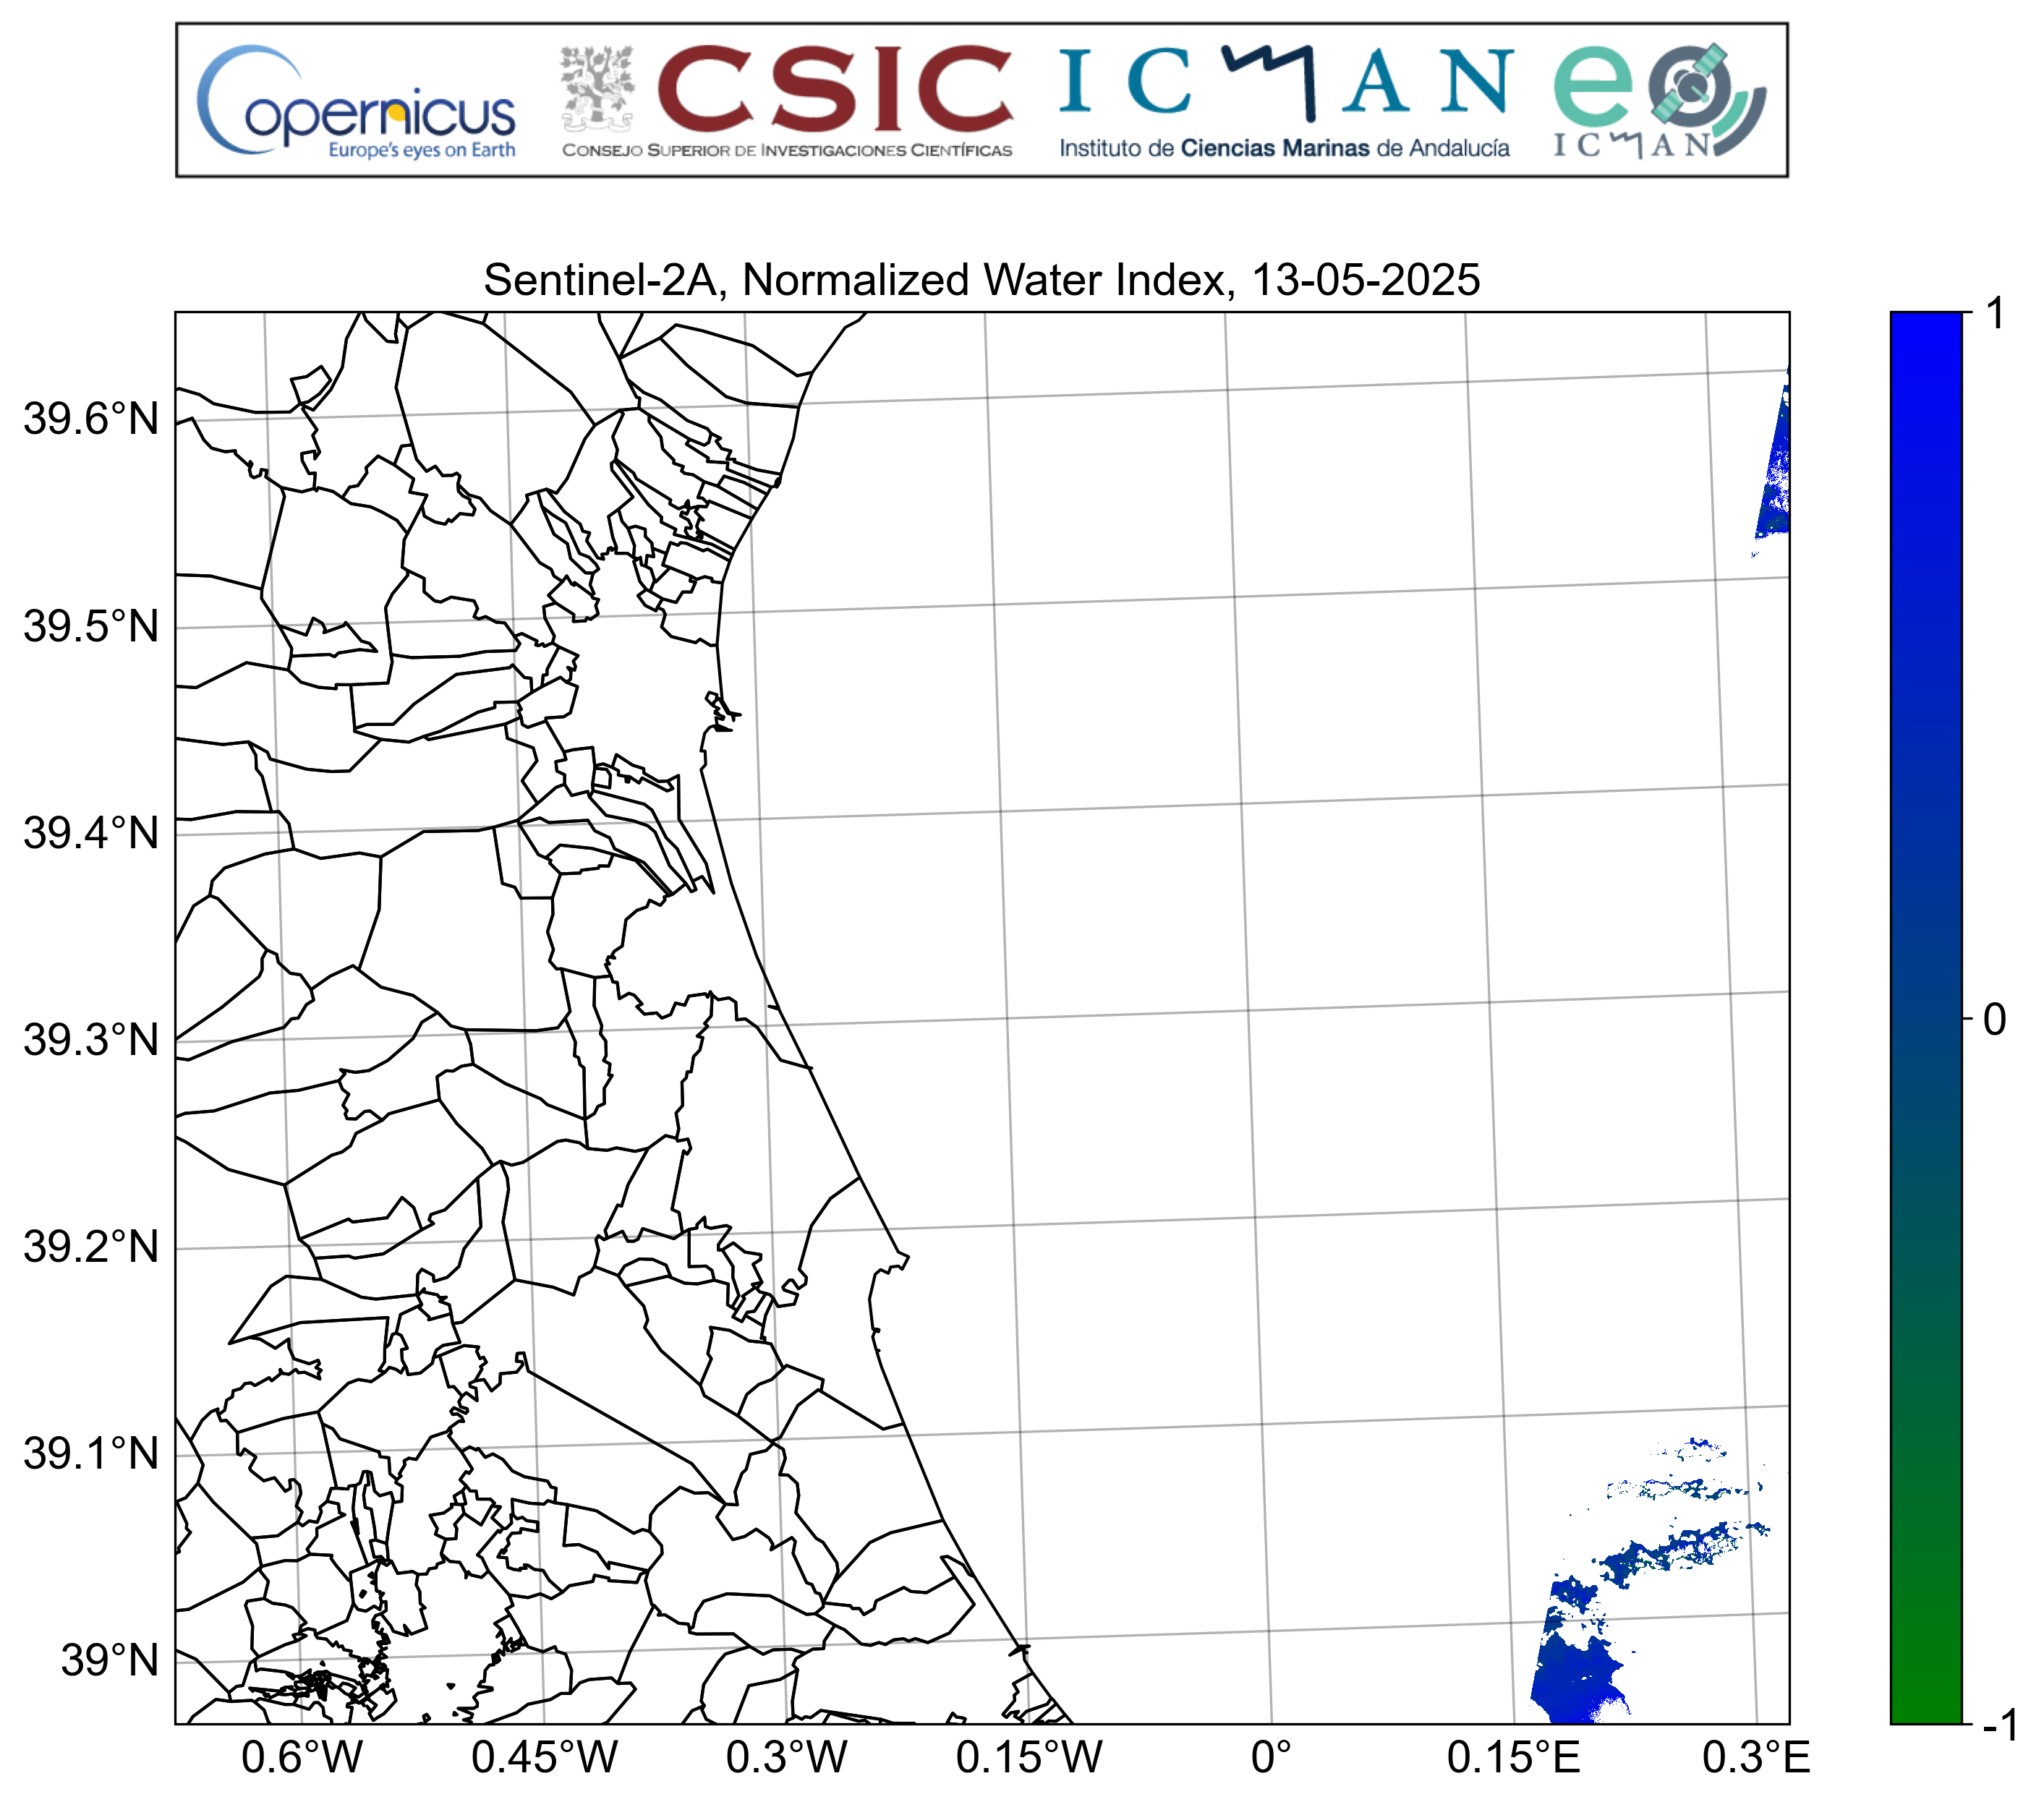 Copernicus
Europe's eyes on Earth
CSIC
CONSEJO SUPERIOR DE INVESTIGACIONES CIENTÍFICAS
ICMAN
Instituto de Ciencias Marinas de Andalucía
eo
ICMAN
Sentinel-2A, Normalized Water Index, 13-05-2025
39.6°N
39.5°N
39.4°N
39.3°N
39.2°N
39.1°N
39°N
0.6°W 0.45°W 0.3°W 0.15°W 0° 0.15°E 0.3°E
1
0
-1